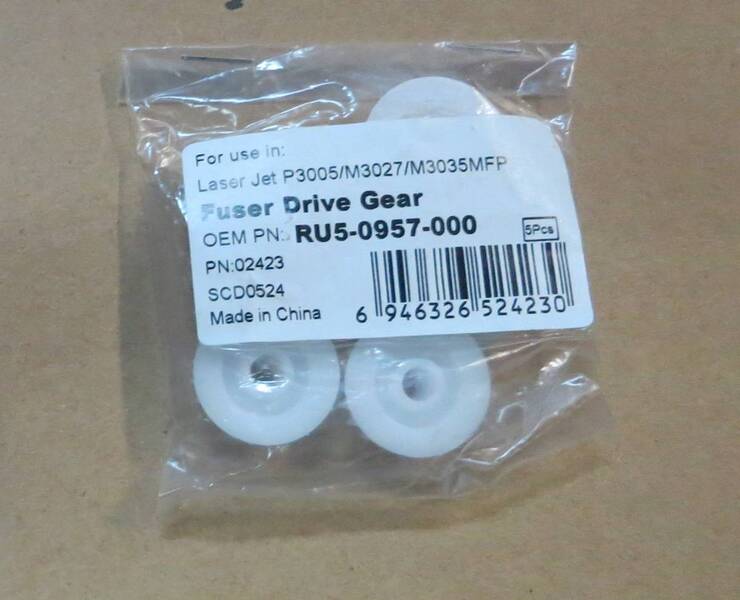 For use in:
Laser Jet P3005/M3027/M3035MFP
Fuser Drive Gear
OEM PN: RU5-0957-000
5Pcs
PN:02423
SCD0524
Made in China
6 946326 524230